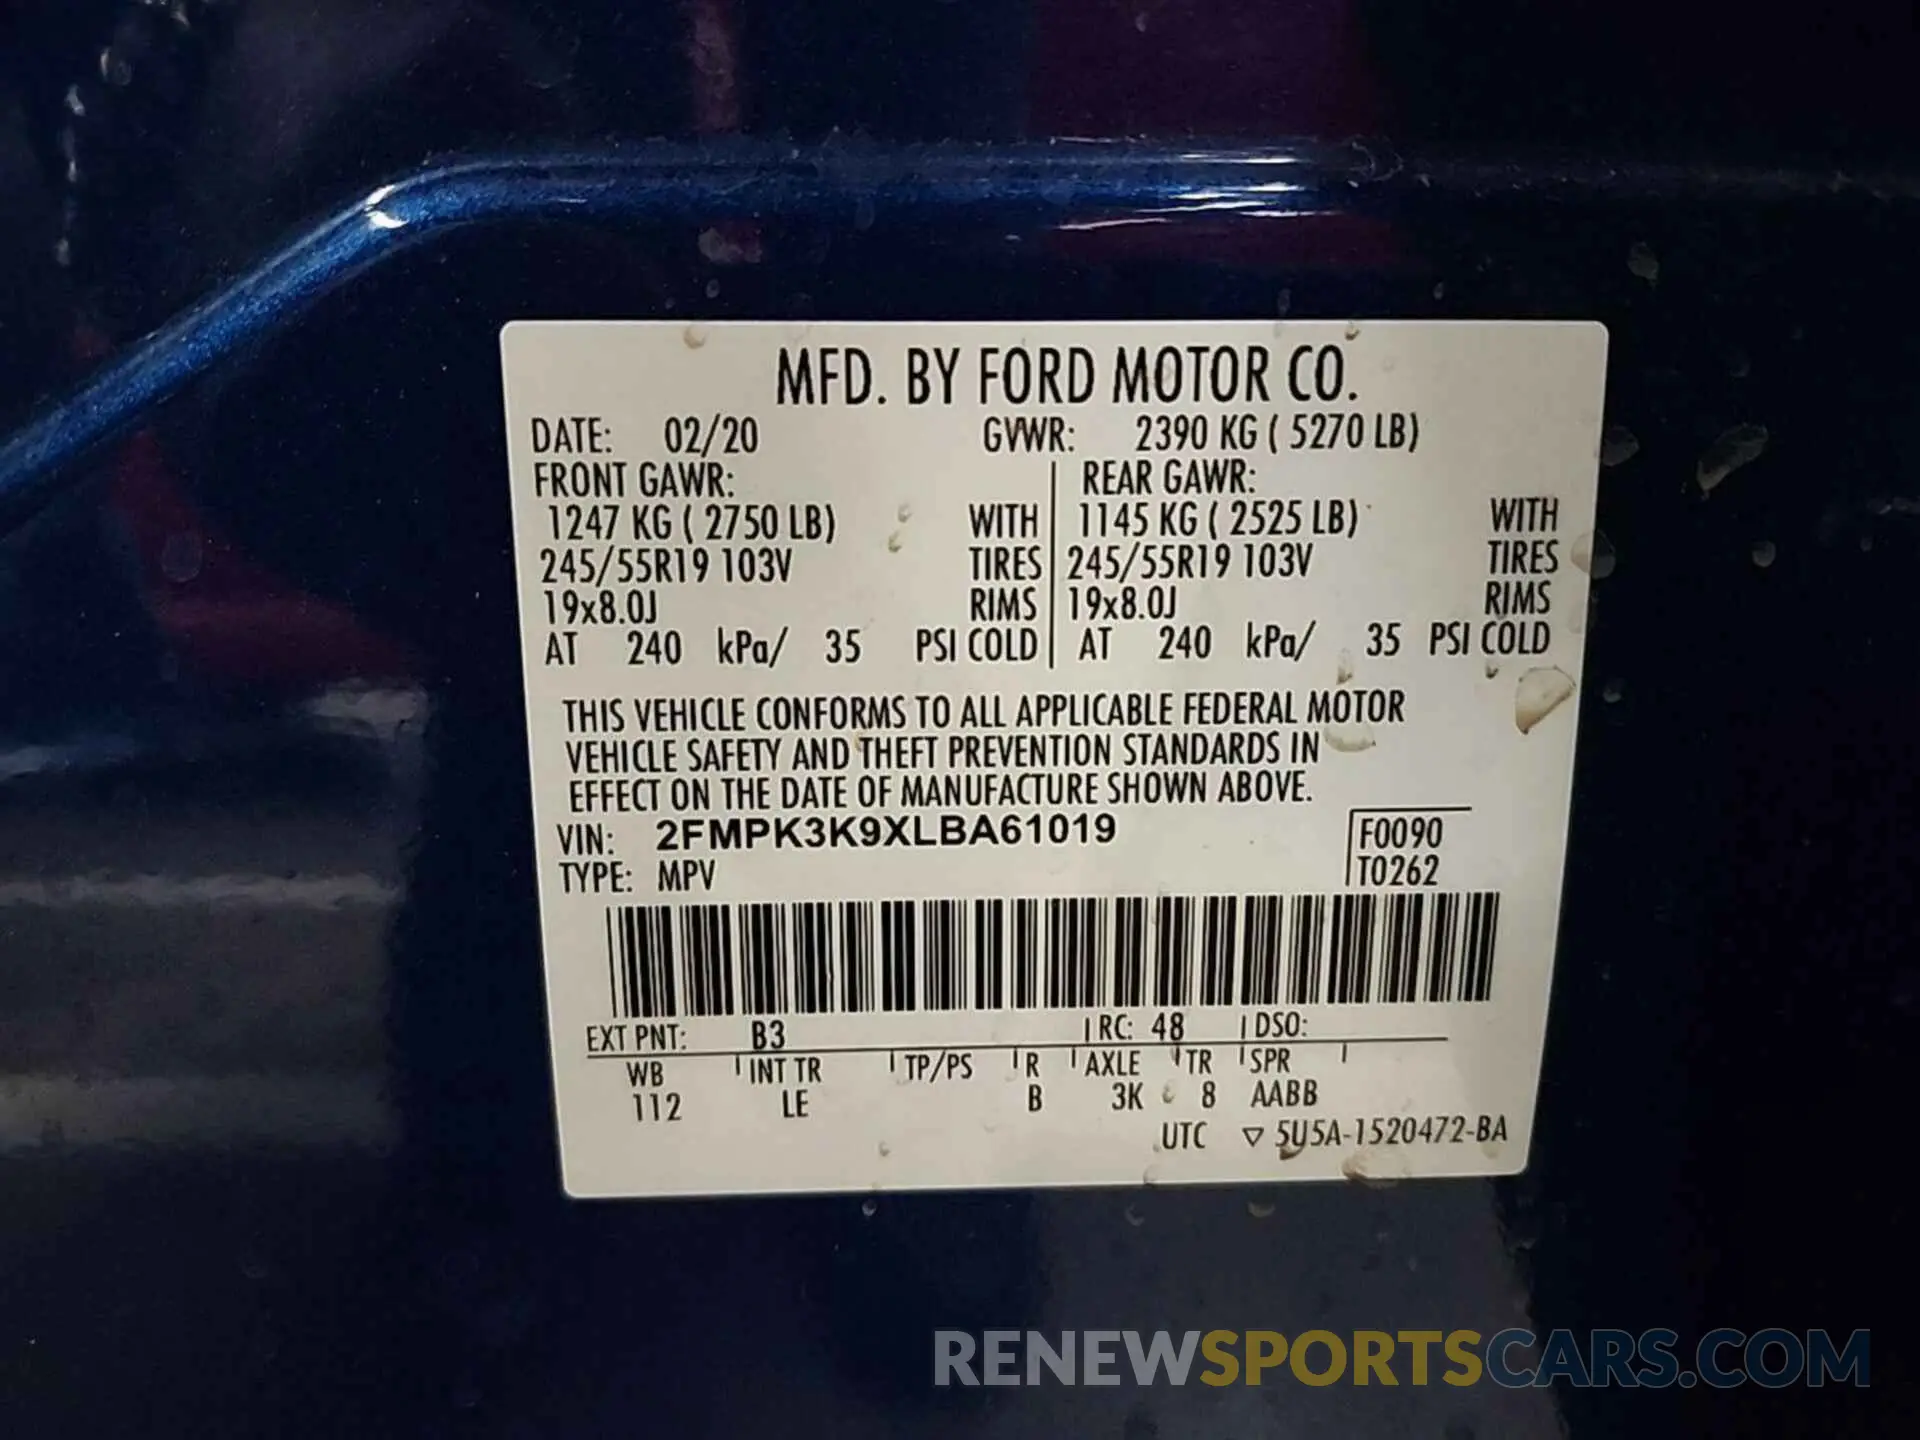 MFD. BY FORD MOTOR CO.
DATE: 02/20 GVWR: 2390 KG ( 5270 LB)
FRONT GAWR: REAR GAWR:
1247 KG ( 2750 LB) WITH 1145 KG ( 2525 LB) WITH
245/55R19 103V TIRES 245/55R19 103V TIRES
19x8.0J RIMS 19x8.0J RIMS
AT 240 kPa/ 35 PSI COLD AT 240 kPa/ 35 PSI COLD
THIS VEHICLE CONFORMS TO ALL APPLICABLE FEDERAL MOTOR
VEHICLE SAFETY AND THEFT PREVENTION STANDARDS IN
EFFECT ON THE DATE OF MANUFACTURE SHOWN ABOVE.
VIN: 2FMPK3K9XLBA61019 F0090
TYPE: MPV T0262
EXT PNT: B3 RC: 48 DSO:
WB INT TR TP/PS R AXLE TR SPR
112 LE B 3K 8 AABB
UTC ▽ 5U5A-1520472-BA
RENEWSPORTSCARS.COM